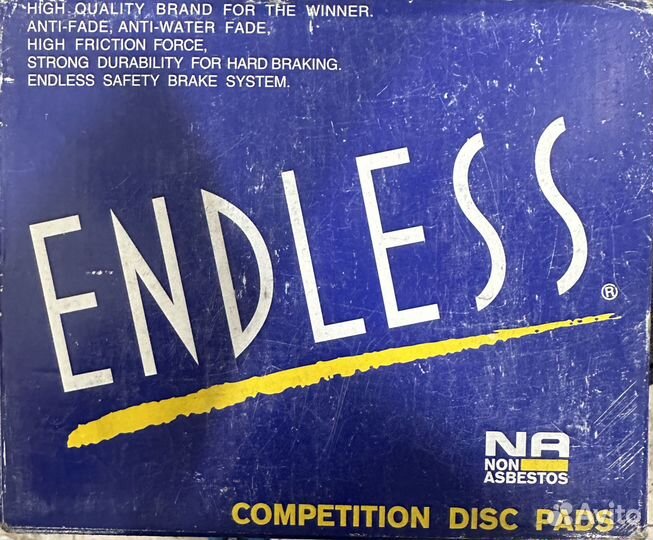 HIGH QUALITY BRAND FOR THE WINNER.
ANTI-FADE, ANTI-WATER FADE,
HIGH FRICTION FORCE,
STRONG DURABILITY FOR HARD BRAKING.
ENDLESS SAFETY BRAKE SYSTEM.
ENDLESS®
NA
NON
ASBESTOS
COMPETITION DISC PADS
Avito